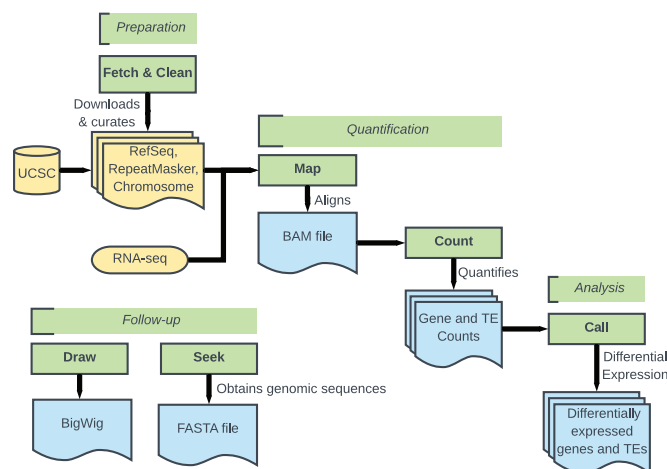 Preparation
Fetch & Clean
Downloads
& curates
UCSC
RefSeq,
RepeatMasker,
Chromosome
RNA-seq
Quantification
Map
Aligns
BAM file
Count
Quantifies
Gene and TE
Counts
Analysis
Call
Differential
Expression
Differentially
expressed
genes and TEs
Follow-up
Draw
BigWig
Seek
Obtains genomic sequences
FASTA file